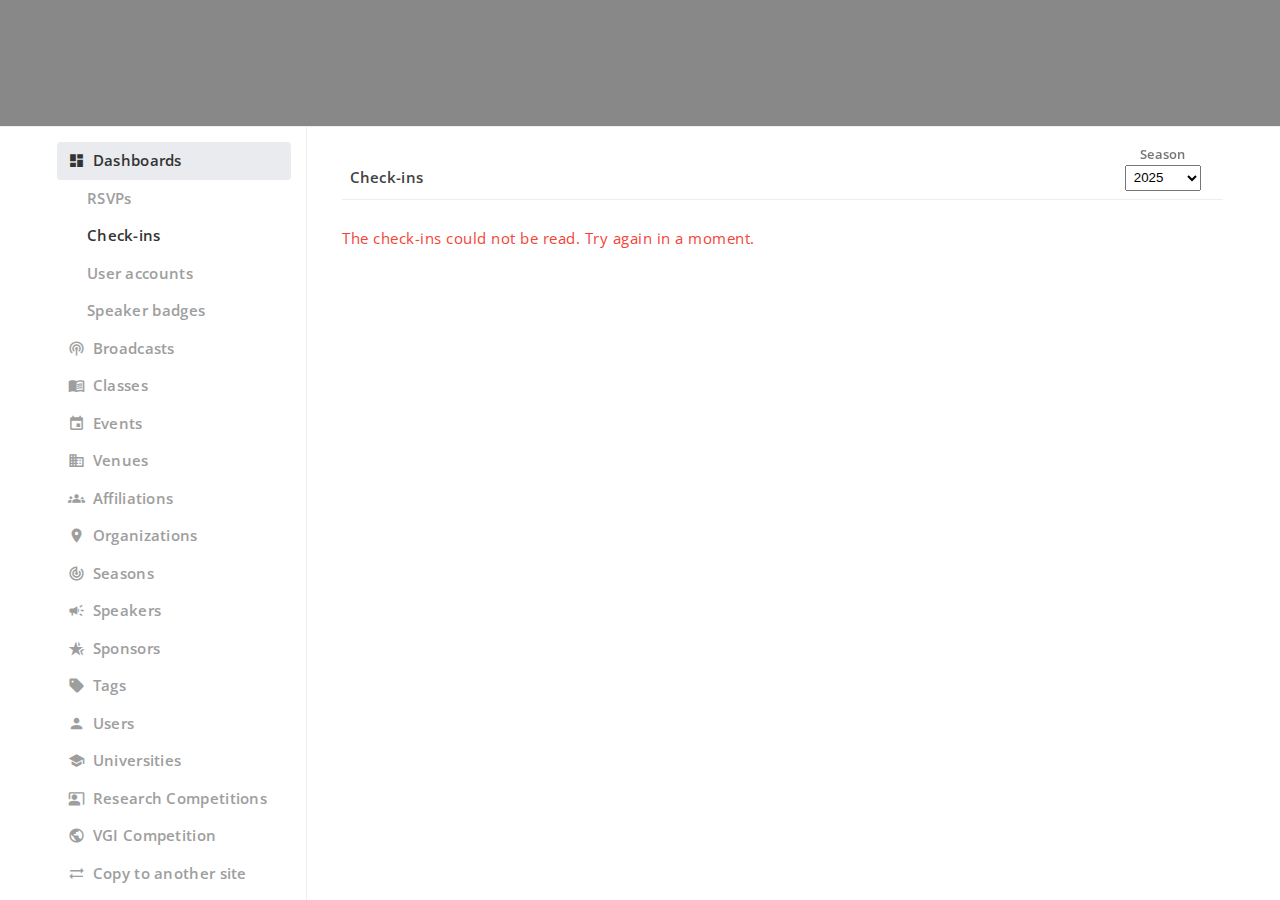 Dashboards
RSVPs
Check-ins
User accounts
Speaker badges
Broadcasts
Classes
Events
Venues
Affiliations
Organizations
Seasons
Speakers
Sponsors
Tags
Users
Universities
Research Competitions
VGI Competition
Copy to another site
Season
Check-ins
2025
The check-ins could not be read. Try again in a moment.